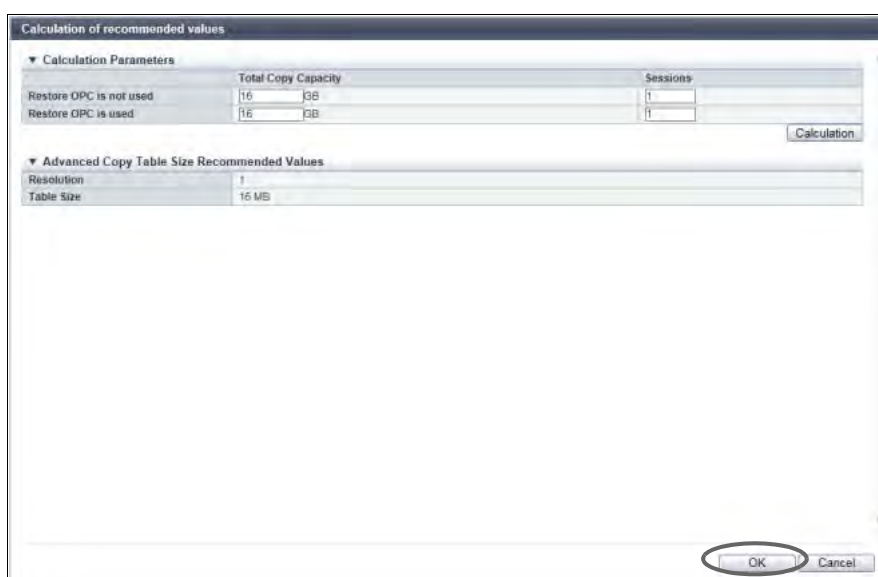 Calculation of recommended values
▼ Calculation Parameters
Total Copy Capacity Sessions
Restore OPC is not used 16 GB 1
Restore OPC is used 16 GB 1
Calculation
▼ Advanced Copy Table Size Recommended Values
Resolution 1
Table Size 16 MB
OK Cancel